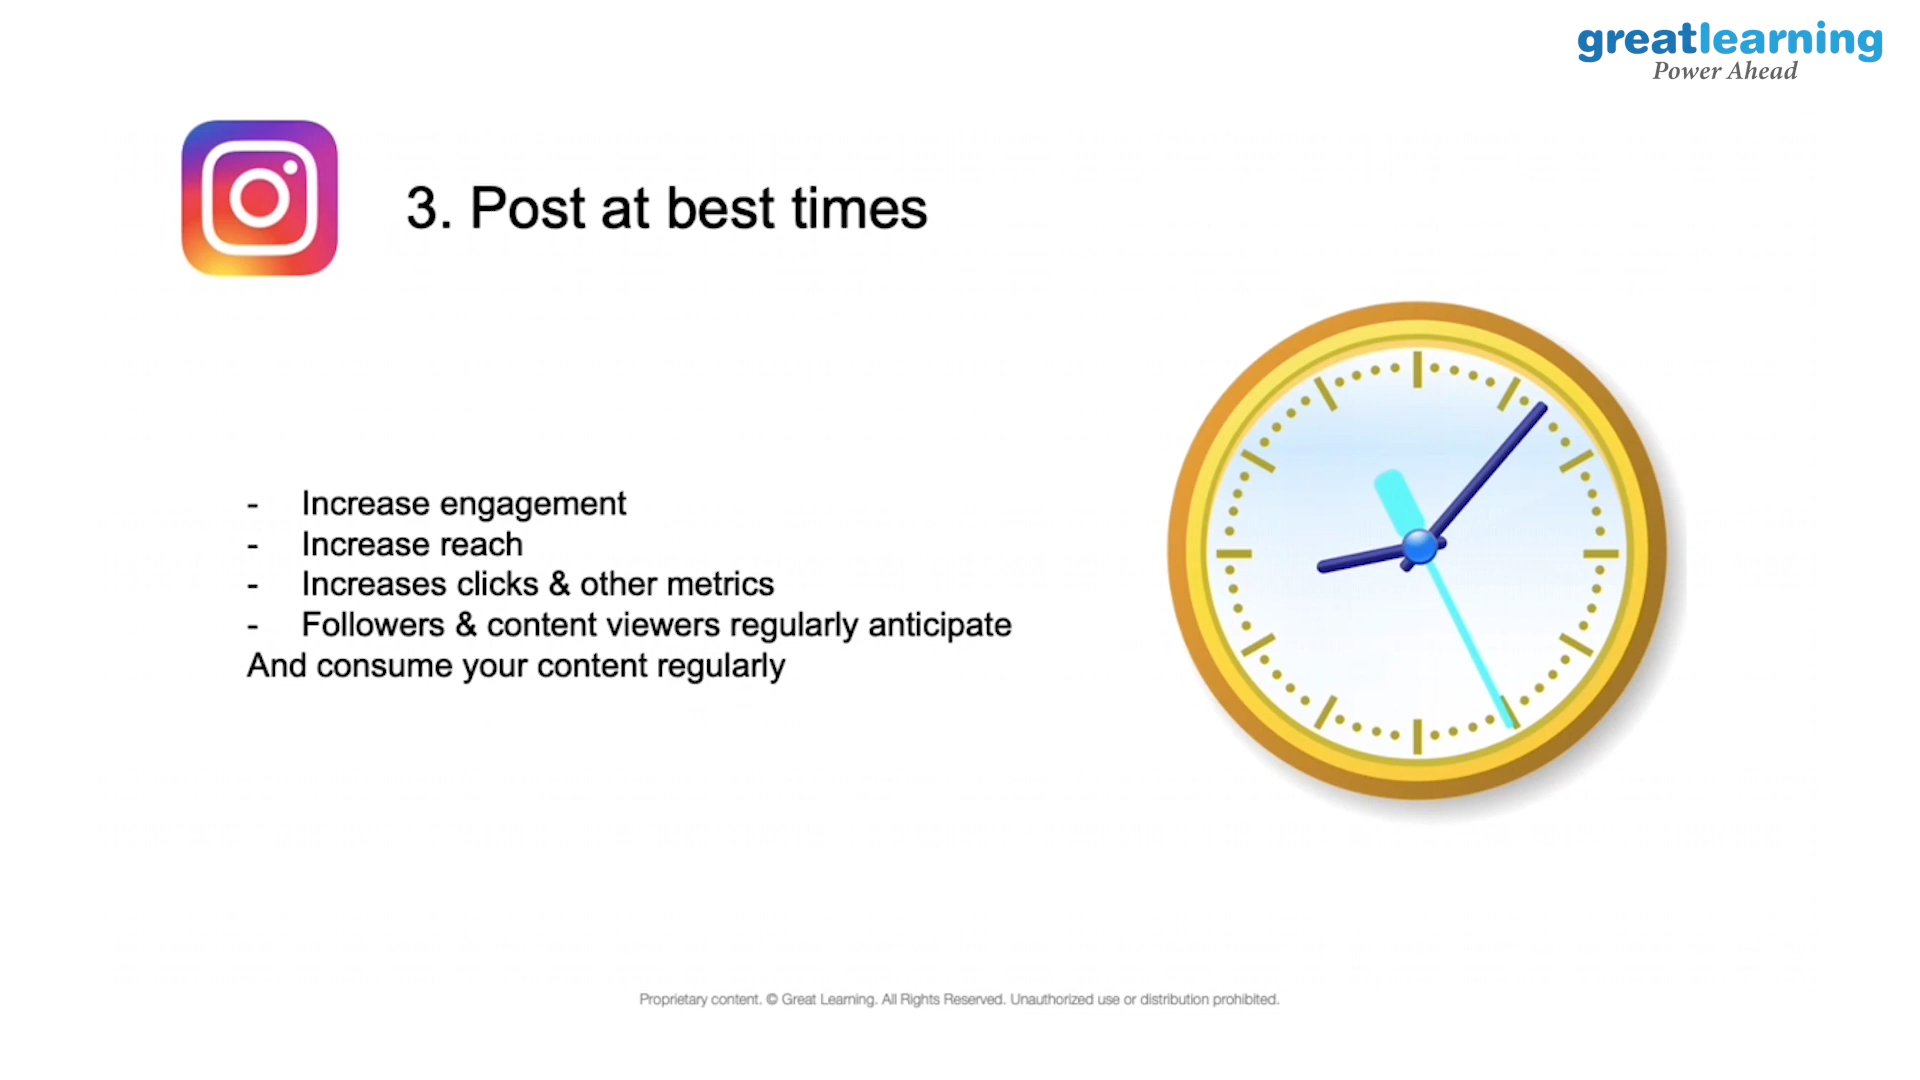 greatlearning
Power Ahead
3. Post at best times
- Increase engagement
- Increase reach
- Increases clicks & other metrics
- Followers & content viewers regularly anticipate
And consume your content regularly
Proprietary content. © Great Learning. All Rights Reserved. Unauthorized use or distribution prohibited.